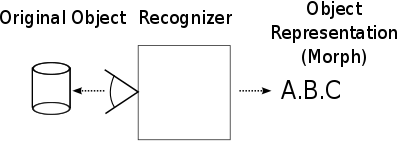 Original Object
Recognizer
Object
Representation
(Morph)
A.B.C